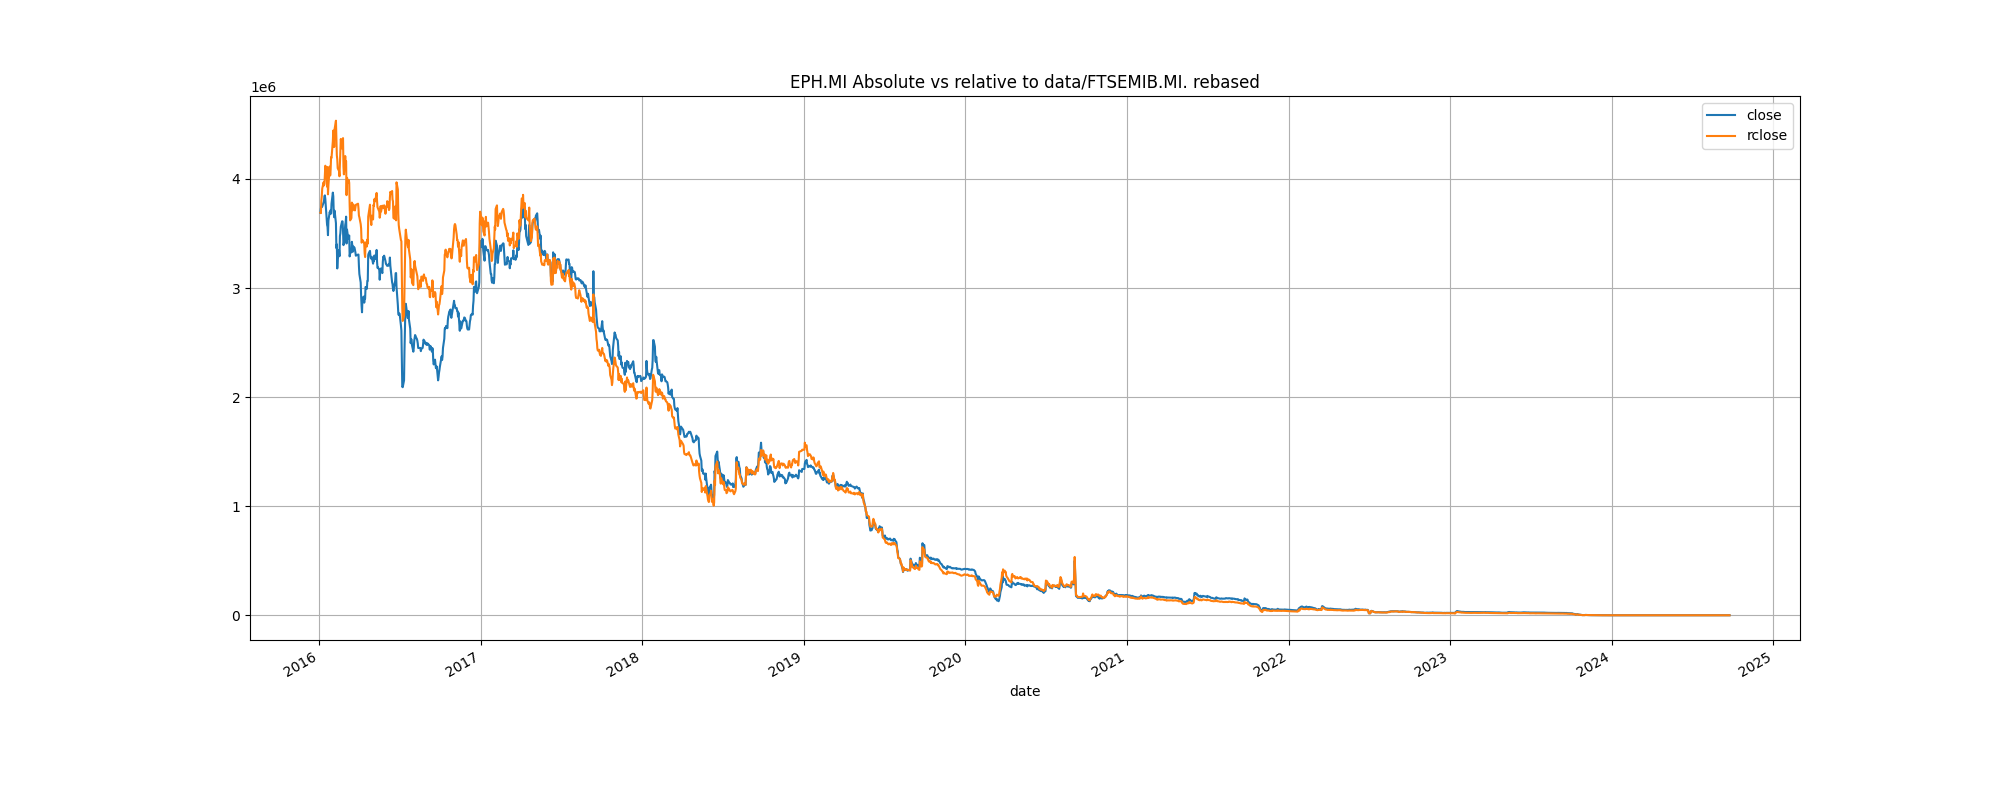 EPH.MI Absolute vs relative to data/FTSEMIB.MI. rebased
1e6
close
rclose
4
3
2
1
0
2016 2017 2018 2019 2020 2021 2022 2023 2024 2025
date